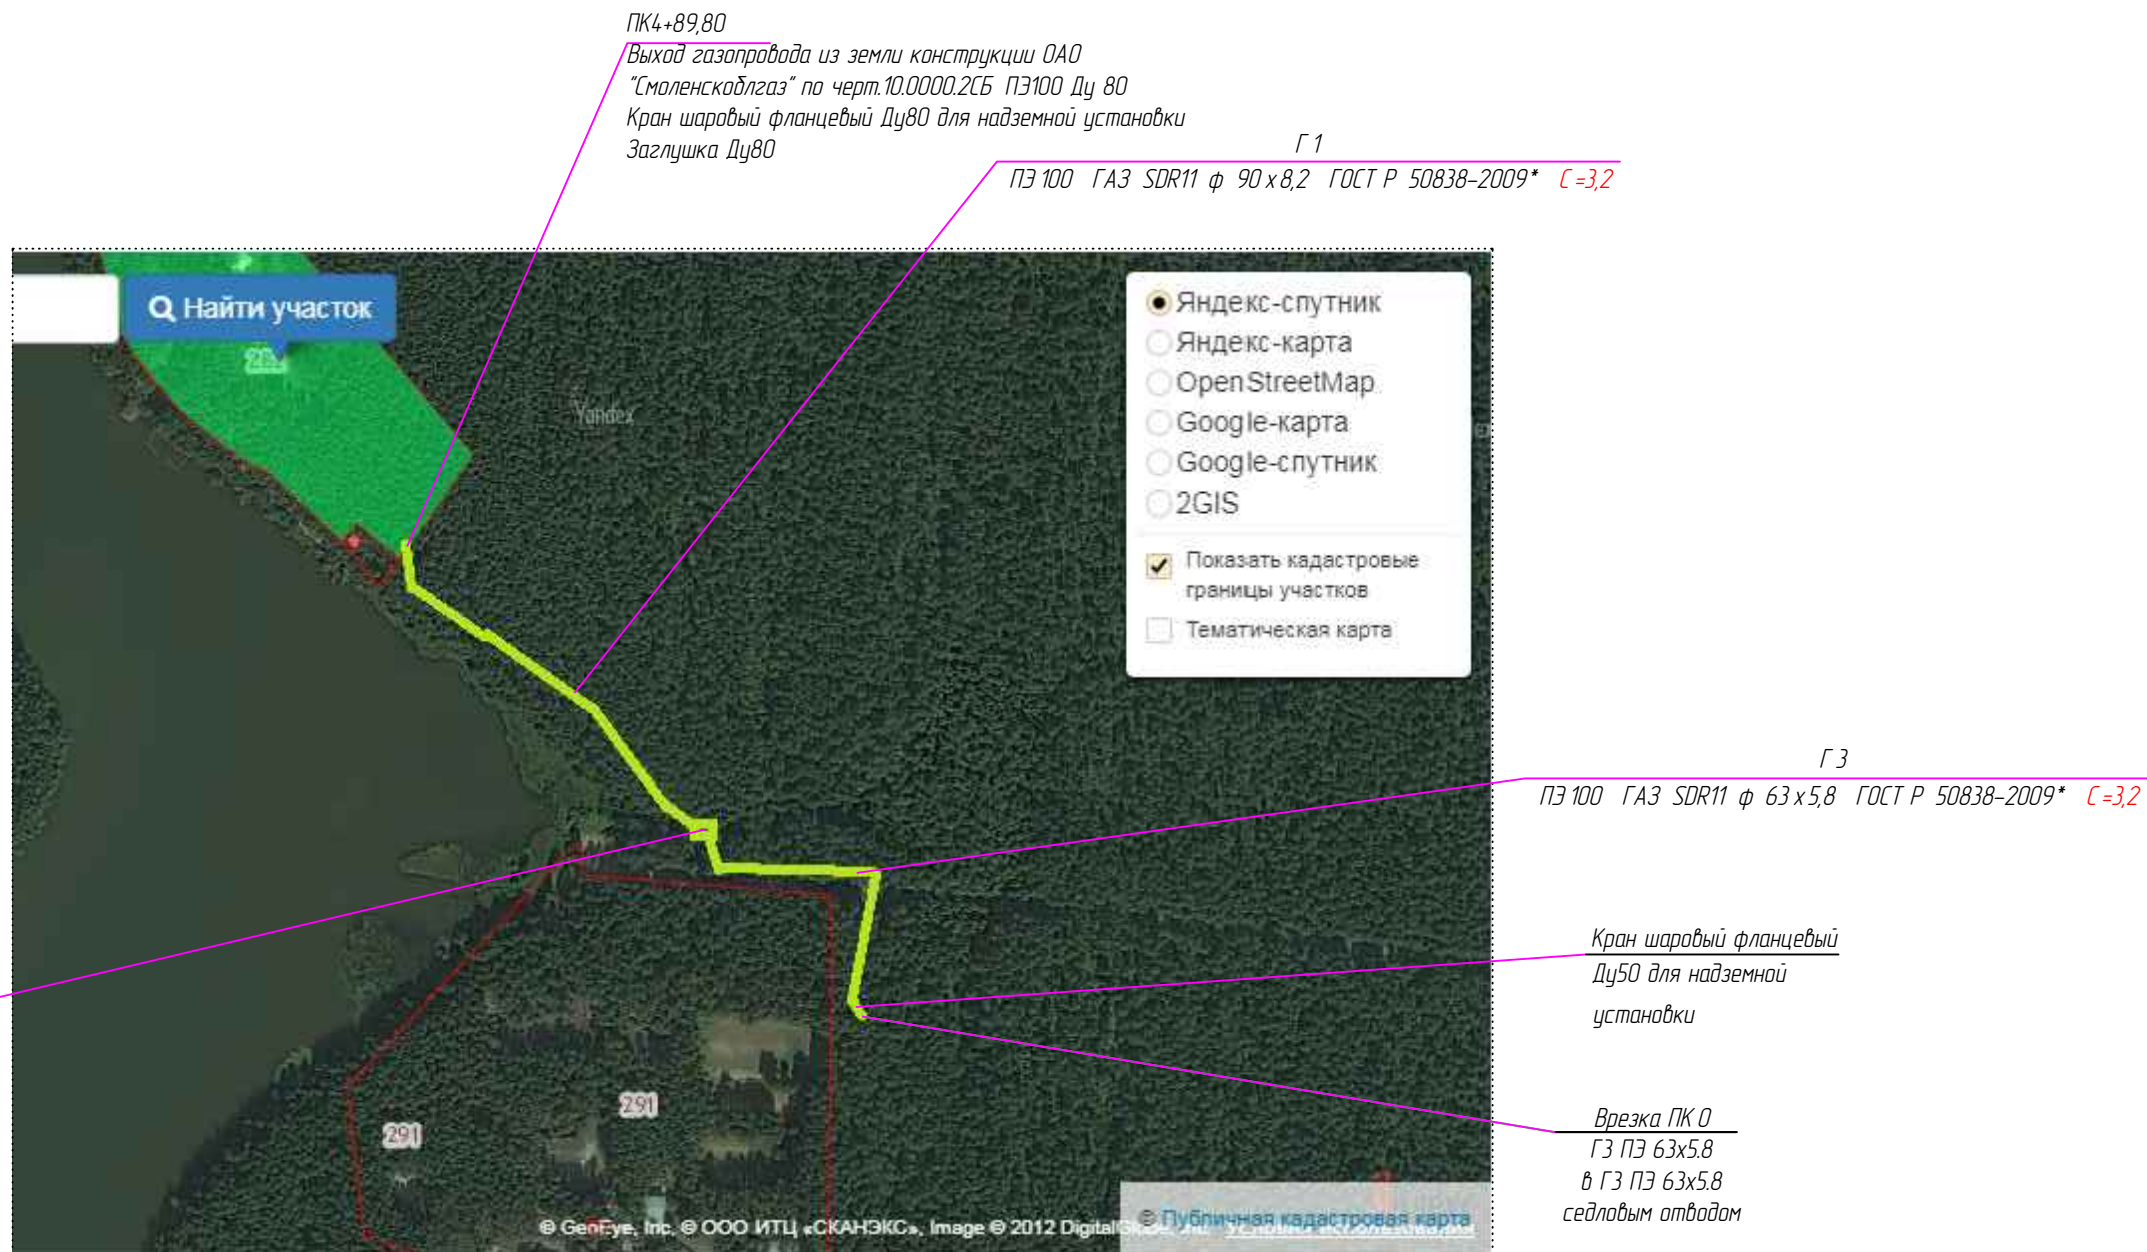 ПК4+89,80
Выход газопровода из земли конструкции ОАО
"Смоленскоблгаз" по черт.10.0000.2СБ ПЭ100 Ду 80
Кран шаровый фланцевый Ду80 для надземной установки
Заглушка Ду80
Г 1
ПЭ 100 ГАЗ SDR11 ф 90 x 8,2 ГОСТ Р 50838-2009* С =3,2
Найти участок
Yandex
Яндекс-спутник
Яндекс-карта
OpenStreetMap
Google-карта
Google-спутник
2GIS
Показать кадастровые
границы участков
Тематическая карта
Г 3
ПЭ 100 ГАЗ SDR11 ф 63 x 5,8 ГОСТ Р 50838-2009* С =3,2
Кран шаровый фланцевый
Ду50 для надземной
установки
Врезка ПК 0
Г3 ПЭ 63x5.8
в Г3 ПЭ 63x5.8
седловым отводом
291
291
© GeoEye, Inc. © ООО ИТЦ «СКАНЭКС», Image © 2012
© Публичная кадастровая карта